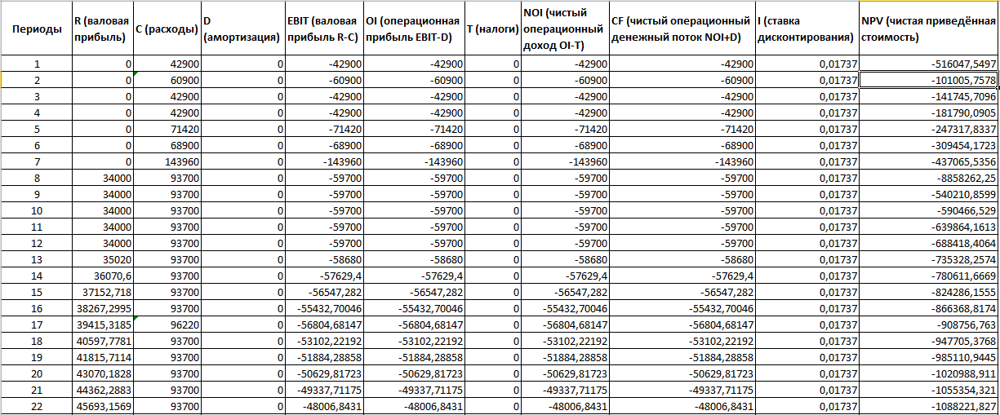 Периоды R (валовая прибыль) C (расходы) D (амортизация) EBIT (валовая прибыль R-C) OI (операционная прибыль EBIT-D) T (налоги) NOI (чистый операционный доход OI-T) CF (чистый операционный денежный поток NOI+D) I (ставка дисконтирования) NPV (чистая приведённая стоимость)
1 0 42900 0 -42900 -42900 0 -42900 -42900 0,01737 -516047,5497
2 0 60900 0 -60900 -60900 0 -60900 -60900 0,01737 -101005,7578
3 0 42900 0 -42900 -42900 0 -42900 -42900 0,01737 -141745,7096
4 0 42900 0 -42900 -42900 0 -42900 -42900 0,01737 -181790,0905
5 0 71420 0 -71420 -71420 0 -71420 -71420 0,01737 -247317,8337
6 0 68900 0 -68900 -68900 0 -68900 -68900 0,01737 -309454,1723
7 0 143960 0 -143960 -143960 0 -143960 -143960 0,01737 -437065,5356
8 34000 93700 0 -59700 -59700 0 -59700 -59700 0,01737 -8858262,25
9 34000 93700 0 -59700 -59700 0 -59700 -59700 0,01737 -540210,8599
10 34000 93700 0 -59700 -59700 0 -59700 -59700 0,01737 -590466,529
11 34000 93700 0 -59700 -59700 0 -59700 -59700 0,01737 -639864,1613
12 34000 93700 0 -59700 -59700 0 -59700 -59700 0,01737 -688418,4064
13 35020 93700 0 -58680 -58680 0 -58680 -58680 0,01737 -735328,2574
14 36070,6 93700 0 -57629,4 -57629,4 0 -57629,4 -57629,4 0,01737 -780611,6669
15 37152,718 93700 0 -56547,282 -56547,282 0 -56547,282 -56547,282 0,01737 -824286,1555
16 38267,2995 93700 0 -55432,70046 -55432,70046 0 -55432,70046 -55432,70046 0,01737 -866368,8174
17 39415,3185 96220 0 -56804,68147 -56804,68147 0 -56804,68147 -56804,68147 0,01737 -908756,763
18 40597,7781 93700 0 -53102,22192 -53102,22192 0 -53102,22192 -53102,22192 0,01737 -947705,3768
19 41815,7114 93700 0 -51884,28858 -51884,28858 0 -51884,28858 -51884,28858 0,01737 -985110,9445
20 43070,1828 93700 0 -50629,81723 -50629,81723 0 -50629,81723 -50629,81723 0,01737 -1020988,911
21 44362,2883 93700 0 -49337,71175 -49337,71175 0 -49337,71175 -49337,71175 0,01737 -1055354,321
22 45693,1569 93700 0 -48006,8431 -48006,8431 0 -48006,8431 -48006,8431 0,01737 -1088221,827